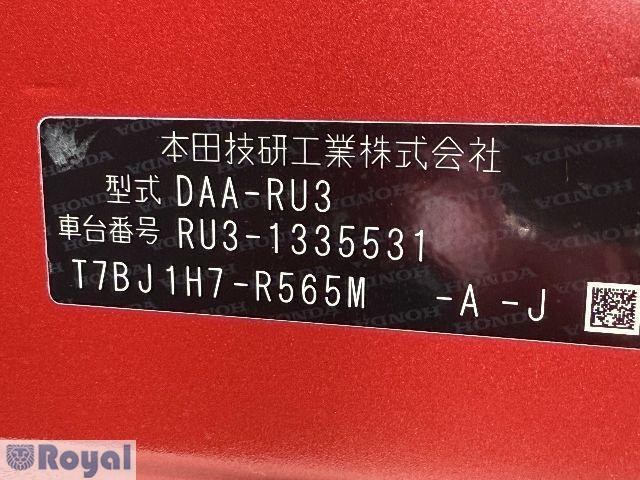 本田技研工業株式会社
型式 DAA-RU3
車台番号 RU3-1335531
T7BJ1H7-R565M -A -J
Royal